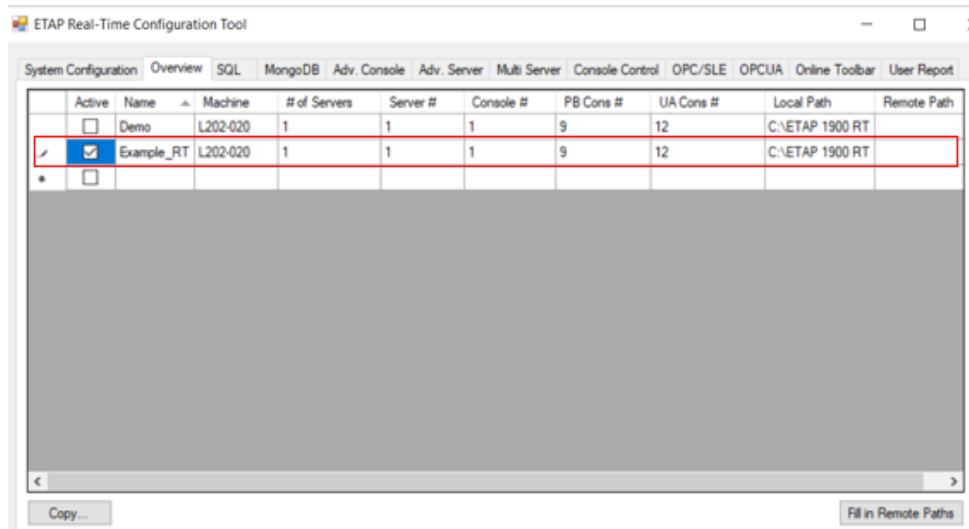 ETAP Real-Time Configuration Tool
System Configuration Overview SQL MongoDB Adv. Console Adv. Server Multi Server Console Control OPC/SLE OPCUA Online Toolbar User Report
Active Name Machine # of Servers Server # Console # PB Cons # UA Cons # Local Path Remote Path
Demo L202-020 1 1 1 9 12 C:\ETAP 1900 RT
Example_RT L202-020 1 1 1 9 12 C:\ETAP 1900 RT
Copy... Fill in Remote Paths